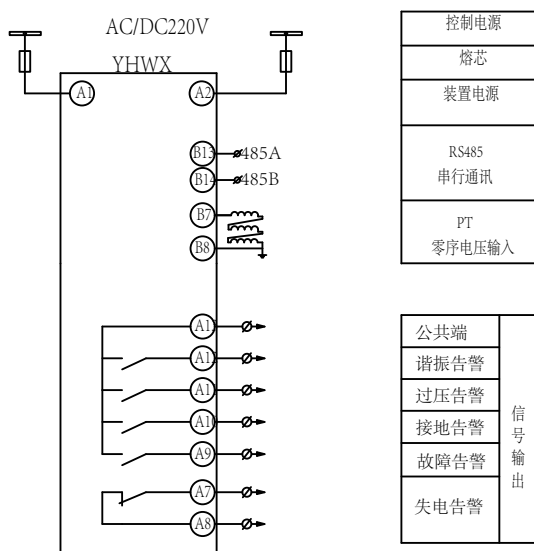 AC/DC220V
YHWX
A1
A2
B13
485A
B14
485B
B7
B8
A1
A1
A1
A10
A9
A7
A8
控制电源
熔芯
装置电源
RS485
串行通讯
PT
零序电压输入
公共端
谐振告警
过压告警
接地告警
故障告警
失电告警
信号输出